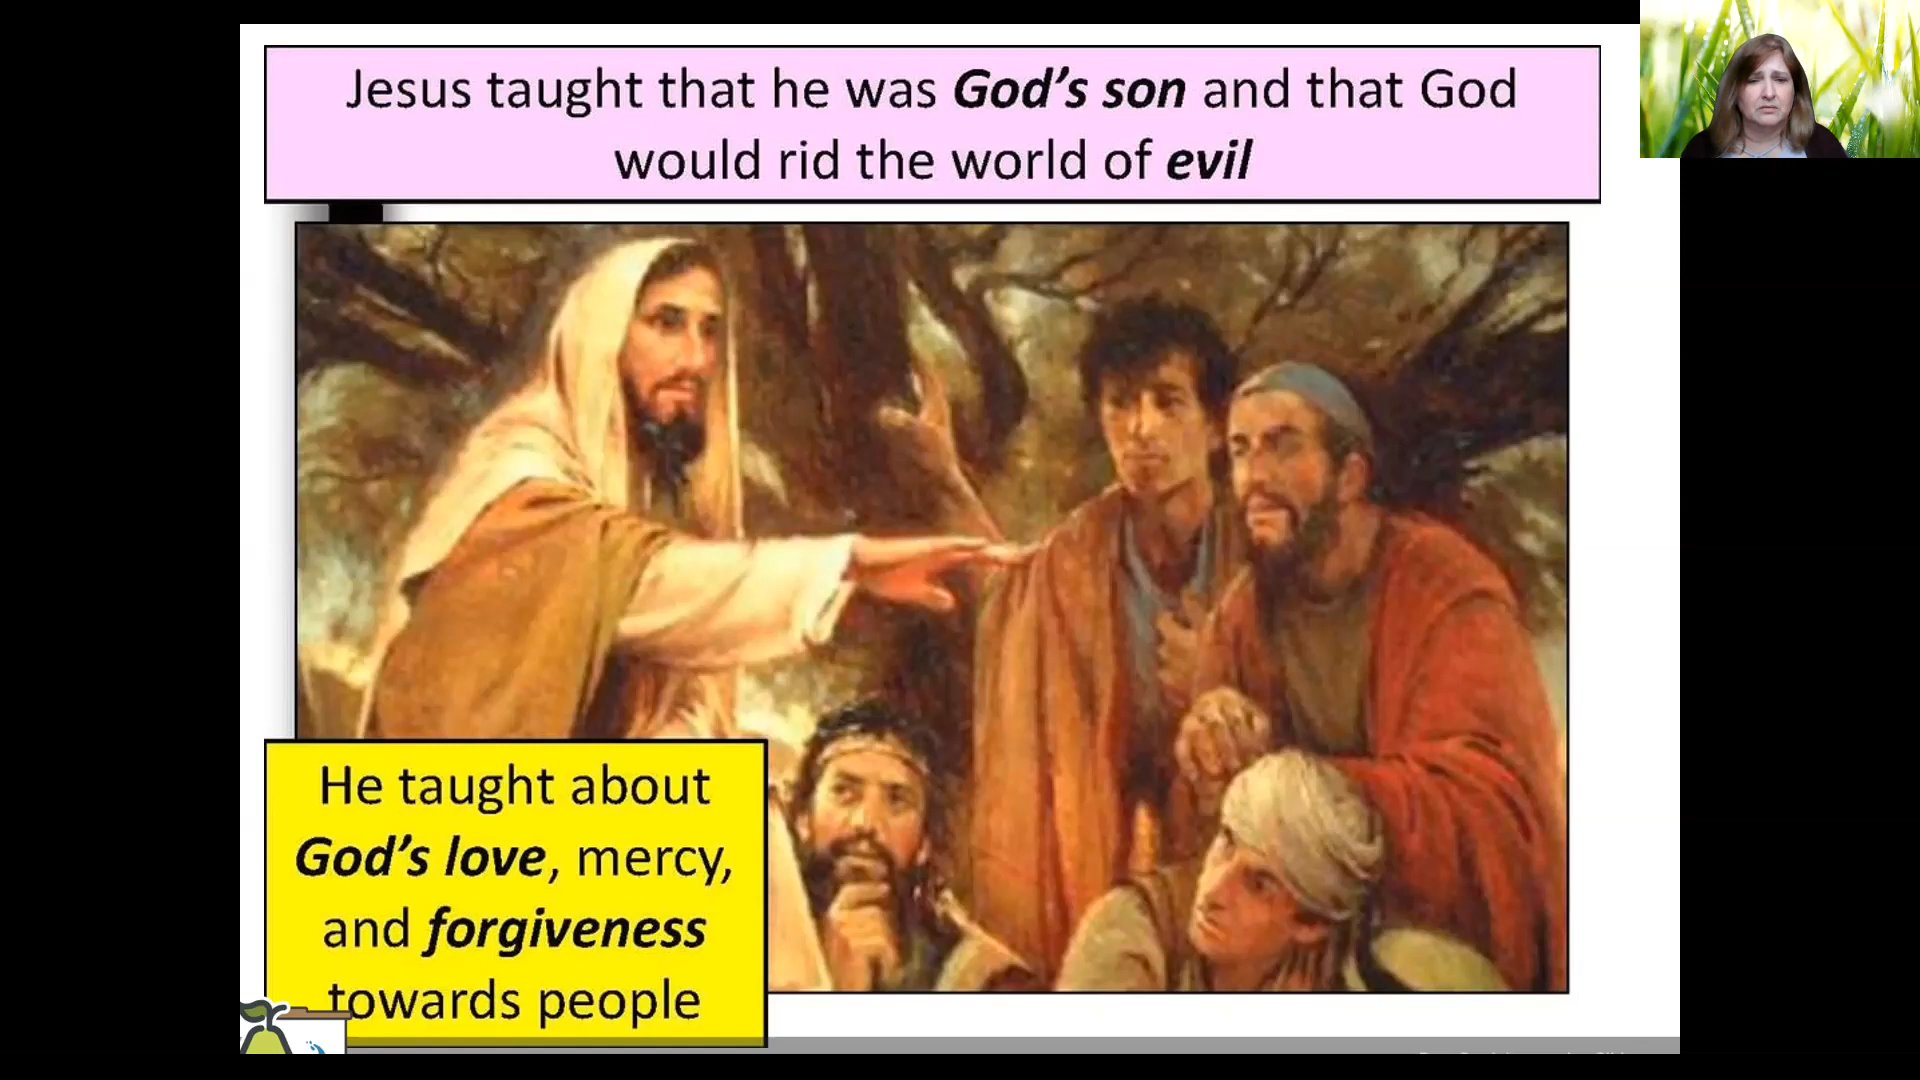 Jesus taught that he was God's son and that God
would rid the world of evil
He taught about
God's love, mercy,
and forgiveness
towards people